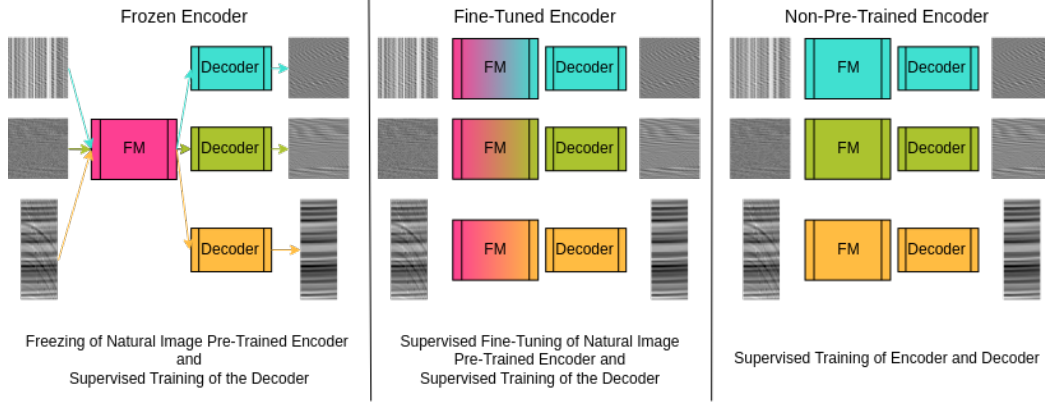 Frozen Encoder
FM
Decoder
Decoder
Decoder
Freezing of Natural Image Pre-Trained Encoder
and
Supervised Training of the Decoder
Fine-Tuned Encoder
FM
Decoder
FM
Decoder
FM
Decoder
Supervised Fine-Tuning of Natural Image
Pre-Trained Encoder and
Supervised Training of the Decoder
Non-Pre-Trained Encoder
FM
Decoder
FM
Decoder
FM
Decoder
Supervised Training of Encoder and Decoder